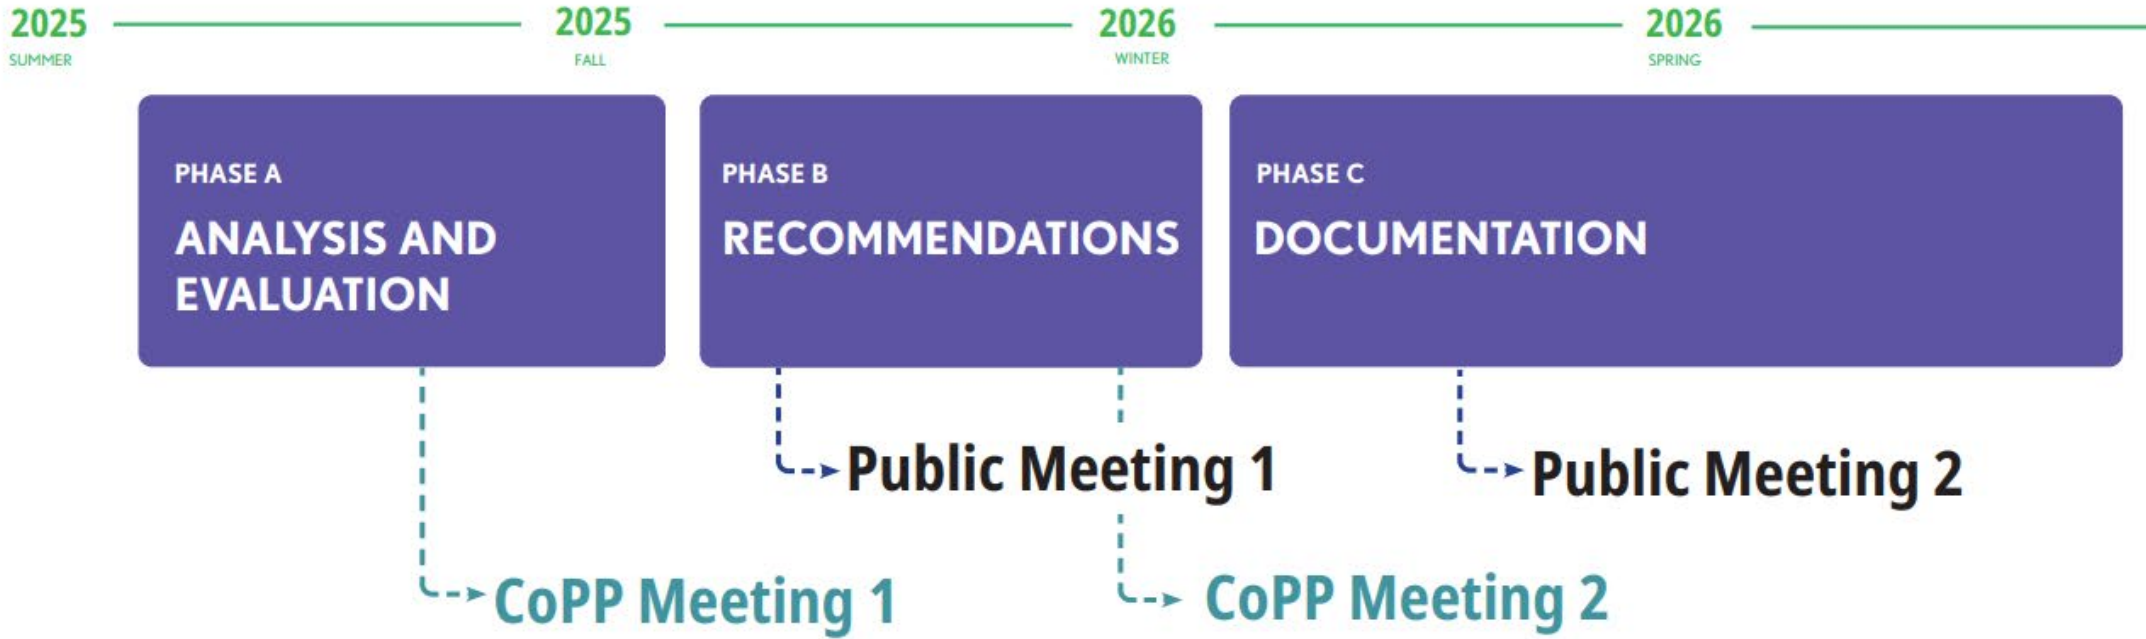 2025
SUMMER
2025
FALL
2026
WINTER
2026
SPRING
PHASE A
ANALYSIS AND
EVALUATION
PHASE B
RECOMMENDATIONS
PHASE C
DOCUMENTATION
Public Meeting 1
Public Meeting 2
CoPP Meeting 1
CoPP Meeting 2